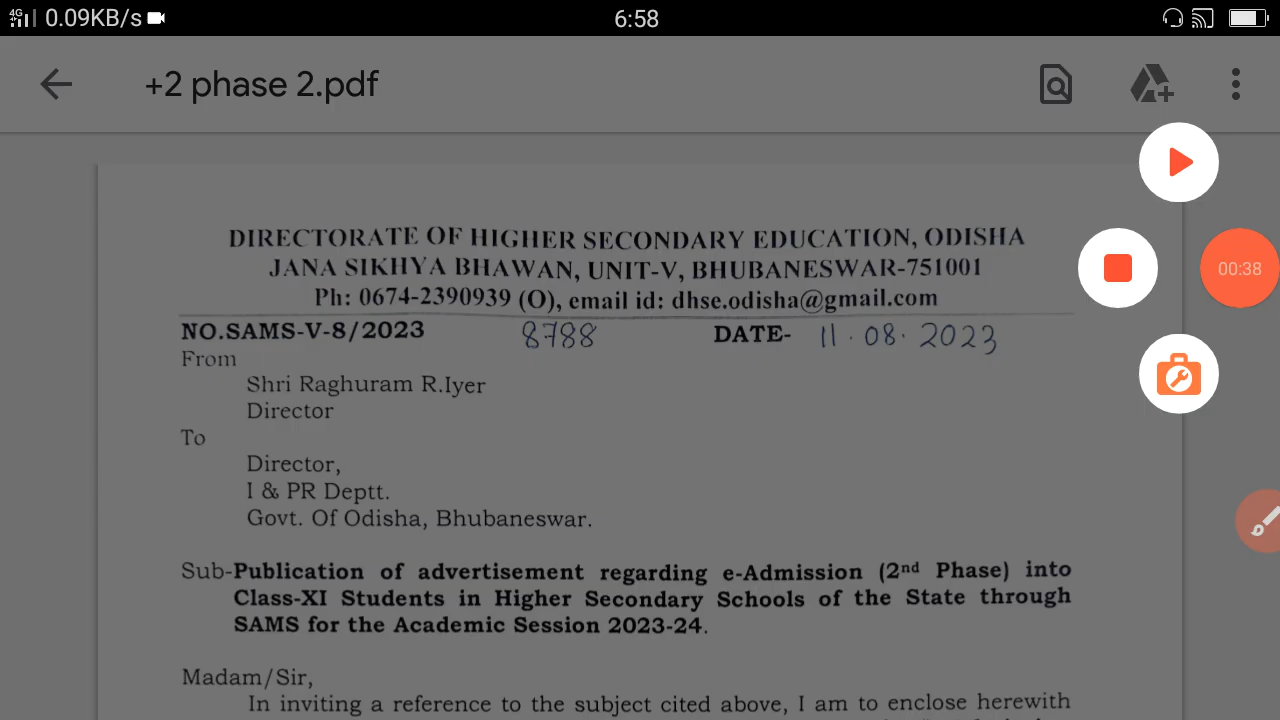 4G 0.09KB/s 6:58
+2 phase 2.pdf
DIRECTORATE OF HIGHER SECONDARY EDUCATION, ODISHA
JANA SIKHYA BHAWAN, UNIT-V, BHUBANESWAR-751001
Ph: 0674-2390939 (O), email id: dhse.odisha@gmail.com
NO.SAMS-V-8/2023 8788 DATE- 11.08.2023
From
Shri Raghuram R.Iyer
Director
To
Director,
I & PR Deptt.
Govt. Of Odisha, Bhubaneswar.
Sub-Publication of advertisement regarding e-Admission (2nd Phase) into
Class-XI Students in Higher Secondary Schools of the State through
SAMS for the Academic Session 2023-24.
Madam/Sir,
In inviting a reference to the subject cited above, I am to enclose herewith
00:38